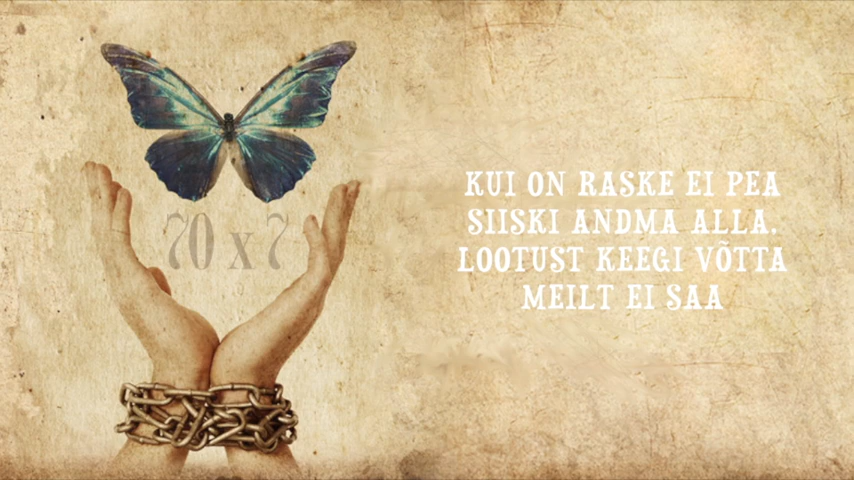 70 x 7
KUI ON RASKE EI PEA
SIISKI ANDMA ALLA,
LOOTUST KEEGI VÕTTA
MEILT EI SAA